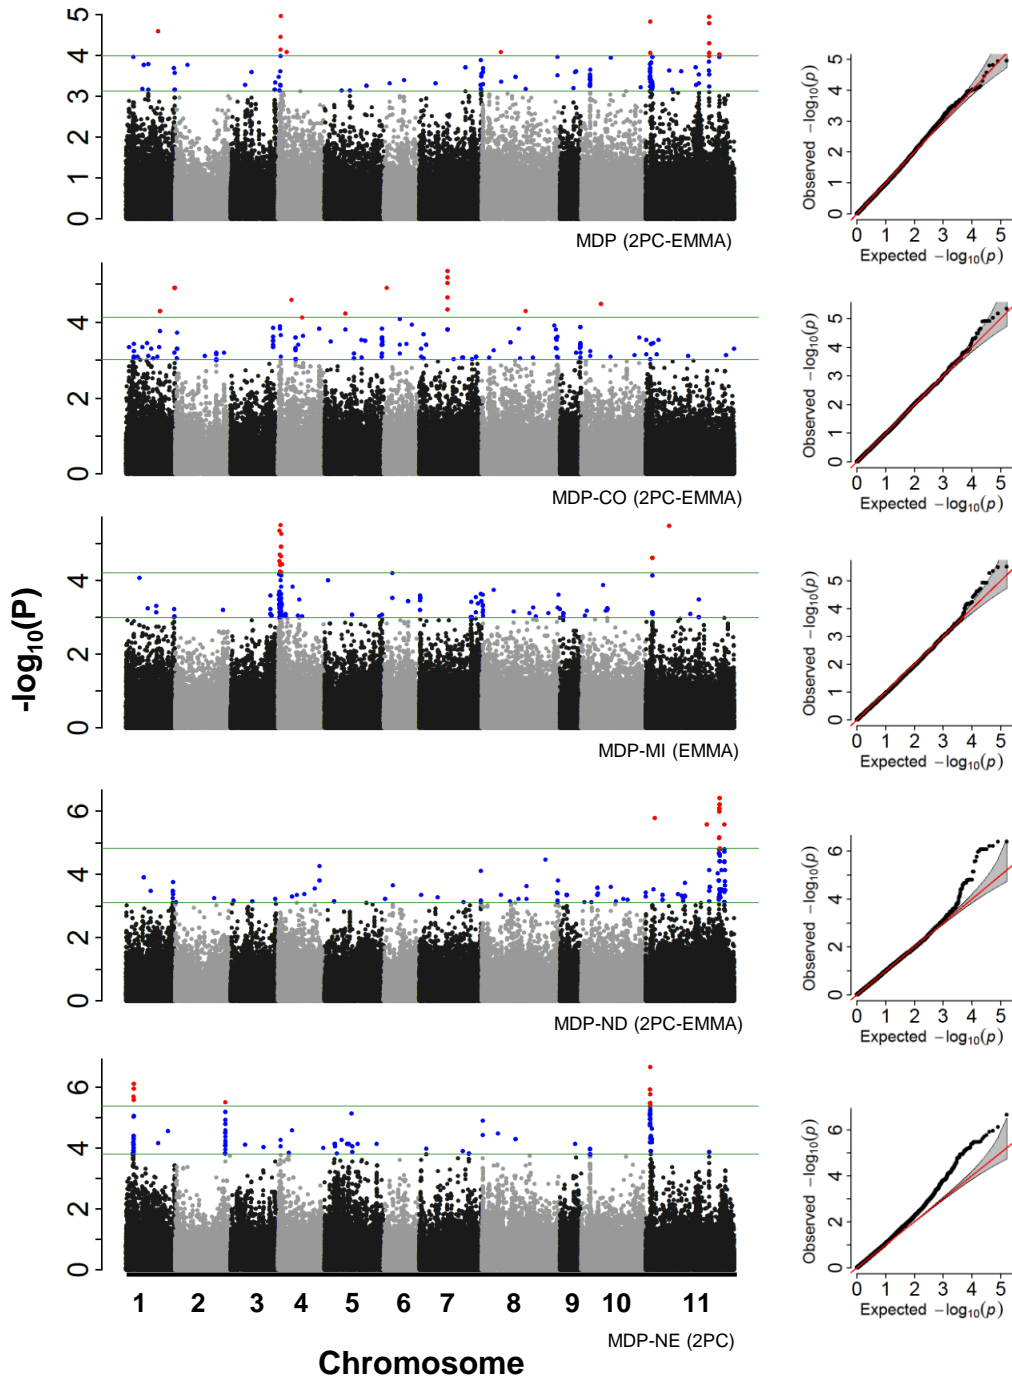 -log10(P)
5
4
3
2
1
0
MDP (2PC-EMMA)
Observed −log10(p)
5
4
3
2
1
0
0 1 2 3 4 5
Expected −log10(p)
4
2
0
MDP-CO (2PC-EMMA)
Observed −log10(p)
5
4
3
2
1
0
0 1 2 3 4 5
Expected −log10(p)
4
2
0
MDP-MI (EMMA)
Observed −log10(p)
5
4
3
2
1
0
0 1 2 3 4 5
Expected −log10(p)
6
4
2
0
MDP-ND (2PC-EMMA)
Observed −log10(p)
6
4
2
0
0 1 2 3 4 5
Expected −log10(p)
6
4
2
0
1 2 3 4 5 6 7 8 9 10 11
MDP-NE (2PC)
Chromosome
Observed −log10(p)
6
4
2
0
0 1 2 3 4 5
Expected −log10(p)